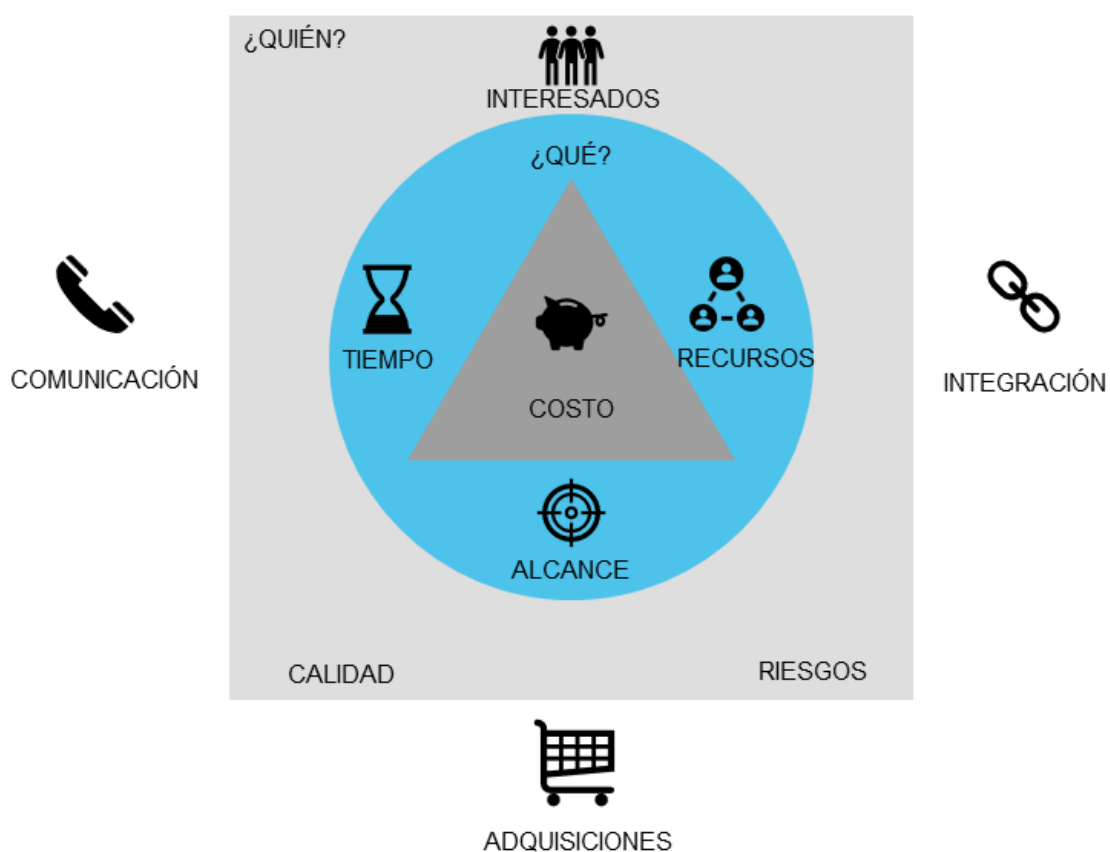 ¿QUIÉN?
INTERESADOS
¿QUÉ?
TIEMPO
RECURSOS
COMUNICACIÓN
INTEGRACIÓN
COSTO
ALCANCE
CALIDAD
RIESGOS
ADQUISICIONES